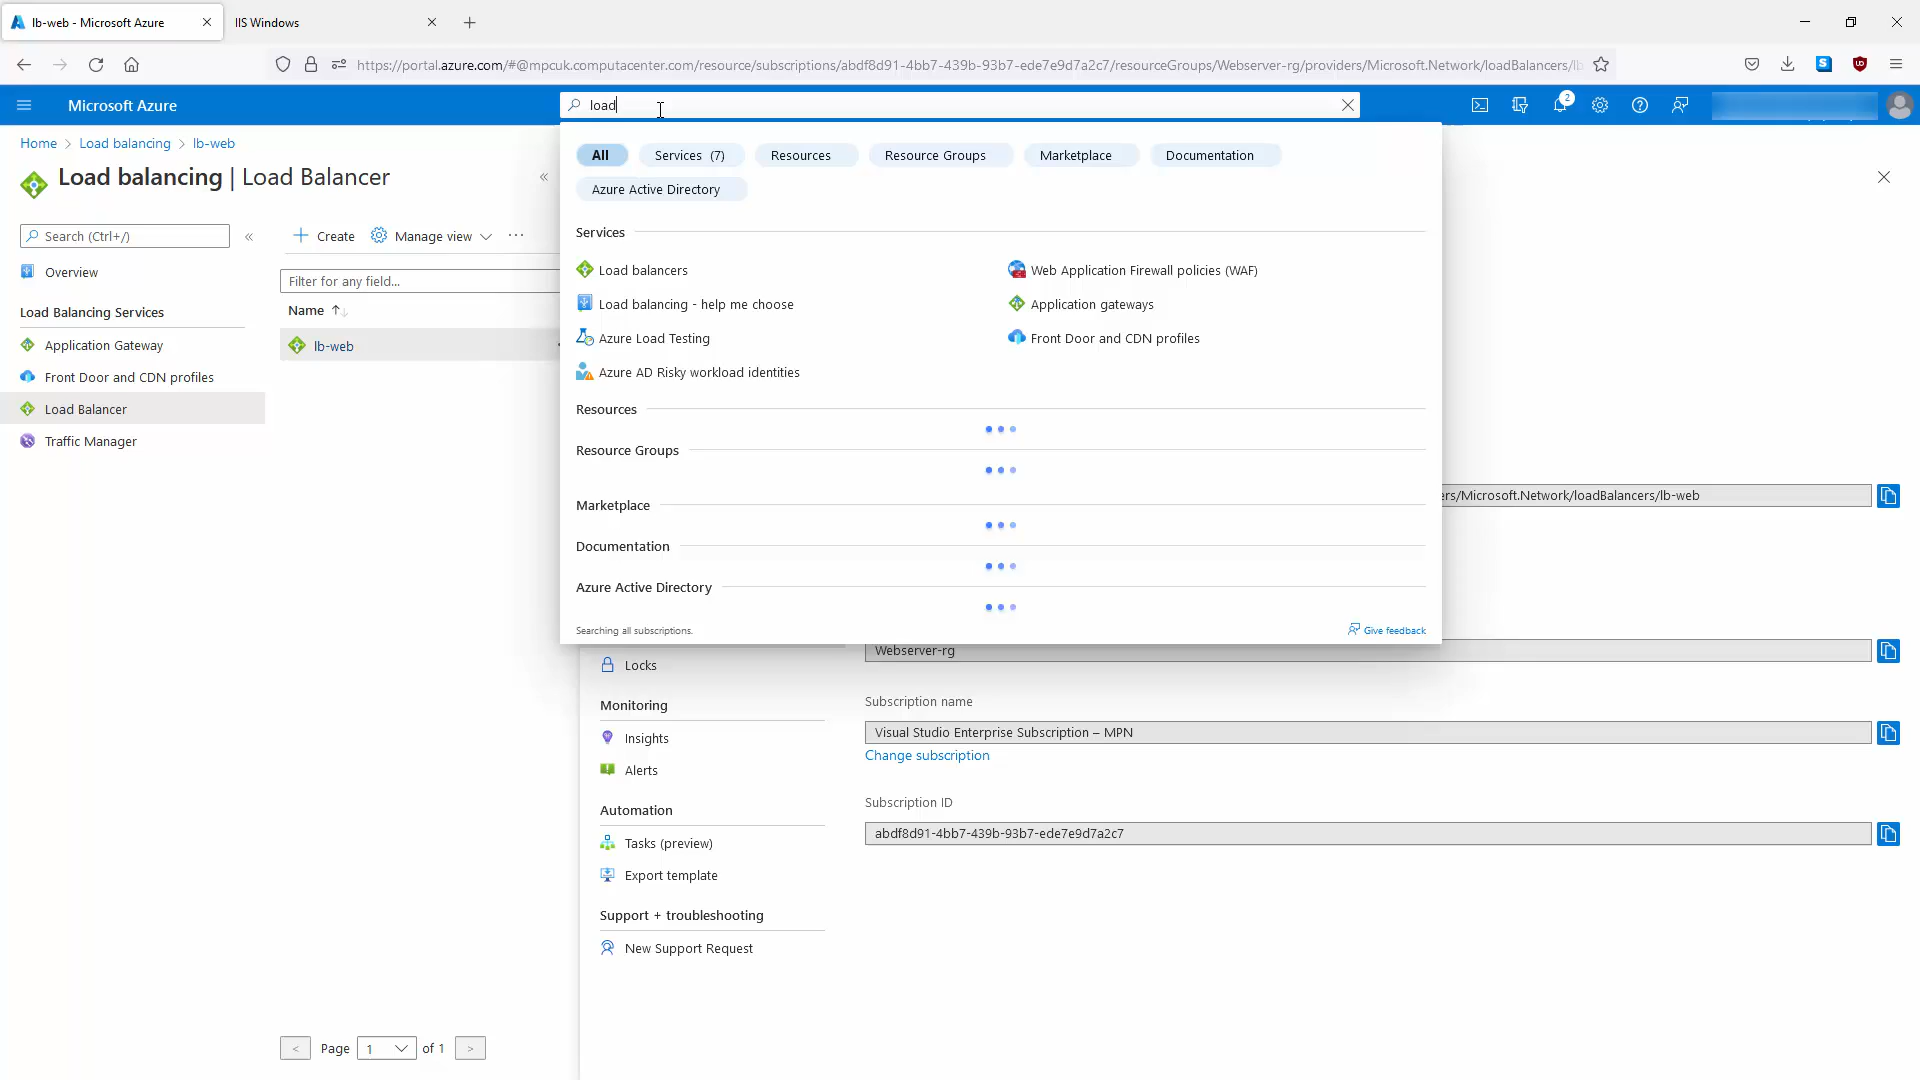 lb-web - Microsoft Azure
IIS Windows
https://portal.azure.com/#@mpcuk.computacenter.com/resource/subscriptions/abdf8d91-4bb7-439b-93b7-ede7e9d7a2c7/resourceGroups/Webserver-rg/providers/Microsoft.Network/loadBalancers/lb
Microsoft Azure
load
2
Home > Load balancing > lb-web
Load balancing | Load Balancer
Search (Ctrl+/)
Overview
Load Balancing Services
Application Gateway
Front Door and CDN profiles
Load Balancer
Traffic Manager
Create
Manage view
Filter for any field...
Name
lb-web
< Page 1 of 1 >
All
Services (7)
Resources
Resource Groups
Marketplace
Documentation
Azure Active Directory
Services
Load balancers
Load balancing - help me choose
Azure Load Testing
Azure AD Risky workload identities
Web Application Firewall policies (WAF)
Application gateways
Front Door and CDN profiles
Resources
Resource Groups
Marketplace
Documentation
Azure Active Directory
Searching all subscriptions.
Give feedback
Locks
Monitoring
Insights
Alerts
Automation
Tasks (preview)
Export template
Support + troubleshooting
New Support Request
ers/Microsoft.Network/loadBalancers/lb-web
Webserver-rg
Subscription name
Visual Studio Enterprise Subscription – MPN
Change subscription
Subscription ID
abdf8d91-4bb7-439b-93b7-ede7e9d7a2c7